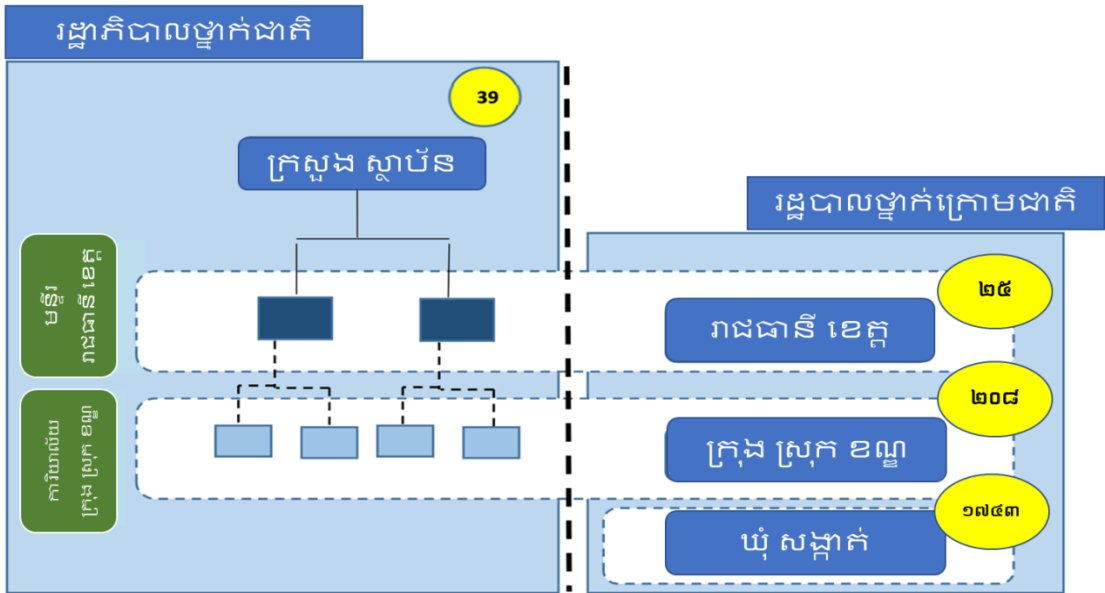 រដ្ឋាភិបាលថ្នាក់ជាតិ
39
ក្រសួង ស្ថាប័ន
រដ្ឋបាលថ្នាក់ក្រោមជាតិ
មន្ទីរ
រាជធានី ខេត្ត
២៥
រាជធានី ខេត្ត
ការិយាល័យ
ក្រុង ស្រុក ខណ្ឌ
២០៨
ក្រុង ស្រុក ខណ្ឌ
១៧៤៣
ឃុំ សង្កាត់